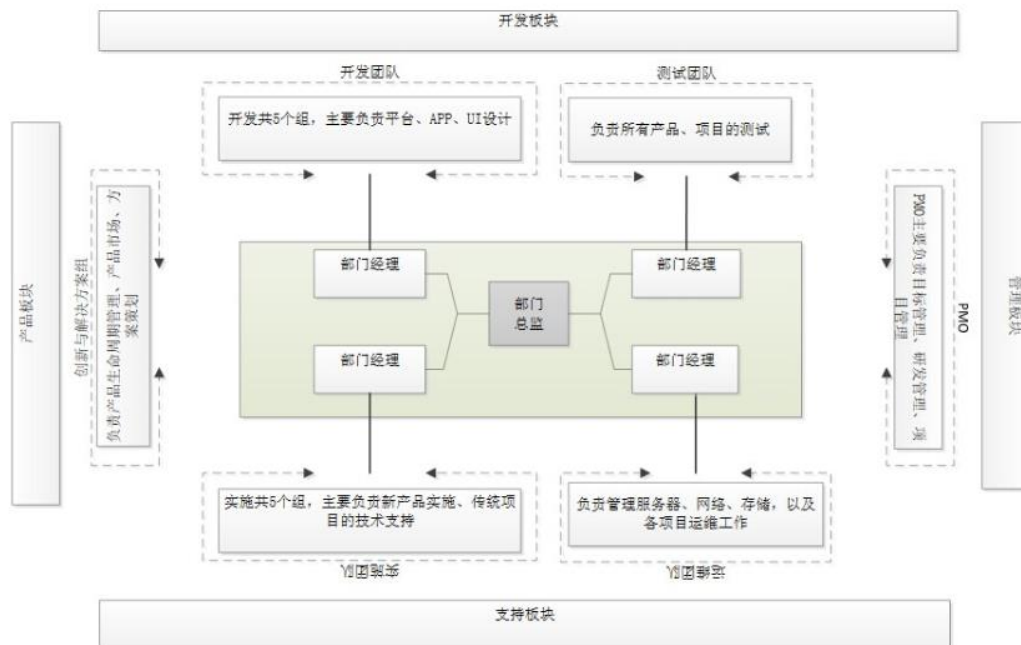 开发板块
开发团队
测试团队
开发共5个组，主要负责平台、APP、UI设计
负责所有产品、项目的测试
产品板块
创新与解决方案组
负责产品生命周期管理、产品市场、方
案策划
部门经理
部门经理
部门
总监
部门经理
部门经理
PMO主要负责目标管理、研发管理、项
目管理
PMO
管理板块
实施共5个组，主要负责新产品实施、传统项
目的技术支持
负责管理服务器、网络、存储，以及
各项目运维工作
实施团队
运维团队
支持板块